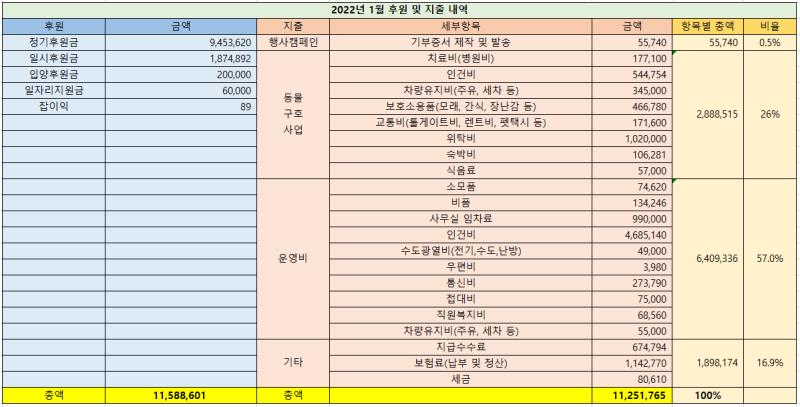 2022년 1월 후원 및 지출 내역
후원 금액 지출 세부항목 금액 항목별 총액 비율
정기후원금 9,453,620 행사캠페인 기부증서 제작 및 발송 55,740 55,740 0.5%
일시후원금 1,874,892 치료비(병원비) 177,100
입양후원금 200,000 인건비 544,754
일자리지원금 60,000 차량유지비(주유, 세차 등) 345,000
잡이익 89 동물 구호 사업 보호소용품(모래, 간식, 장난감 등) 466,780 2,888,515 26%
교통비(톨게이트비, 렌트비, 펫택시 등) 171,600
위탁비 1,020,000
숙박비 106,281
식음료 57,000
소모품 74,620
비품 134,246
사무실 임차료 990,000
인건비 4,685,140
운영비 수도광열비(전기,수도,난방) 49,000 6,409,336 57.0%
우편비 3,980
통신비 273,790
접대비 75,000
직원복지비 68,560
차량유지비(주유, 세차 등) 55,000
지급수수료 674,794
기타 보험료(납부 및 정산) 1,142,770 1,898,174 16.9%
세금 80,610
총액 11,588,601 총액 11,251,765 100%